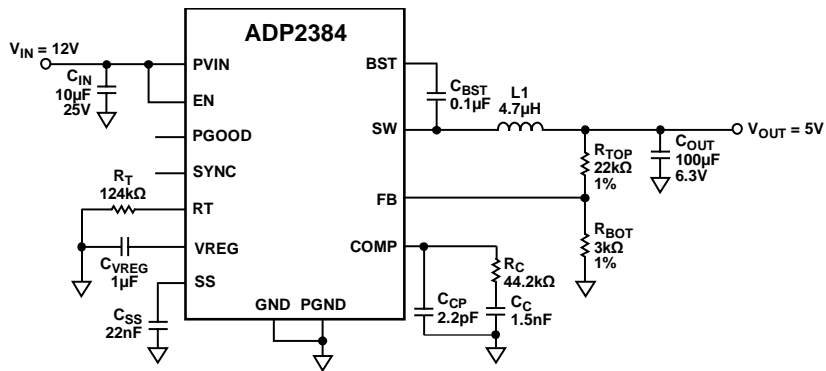 ADP2384
V_IN = 12V
C_IN
10µF
25V
PVIN
EN
PGOOD
SYNC
R_T
124kΩ
RT
C_VREG
1µF
VREG
SS
C_SS
22nF
GND
PGND
BST
C_BST
0.1µF
L1
4.7µH
SW
V_OUT = 5V
C_OUT
100µF
6.3V
R_TOP
22kΩ
1%
FB
R_BOT
3kΩ
1%
COMP
R_C
44.2kΩ
C_CP
2.2pF
C_C
1.5nF